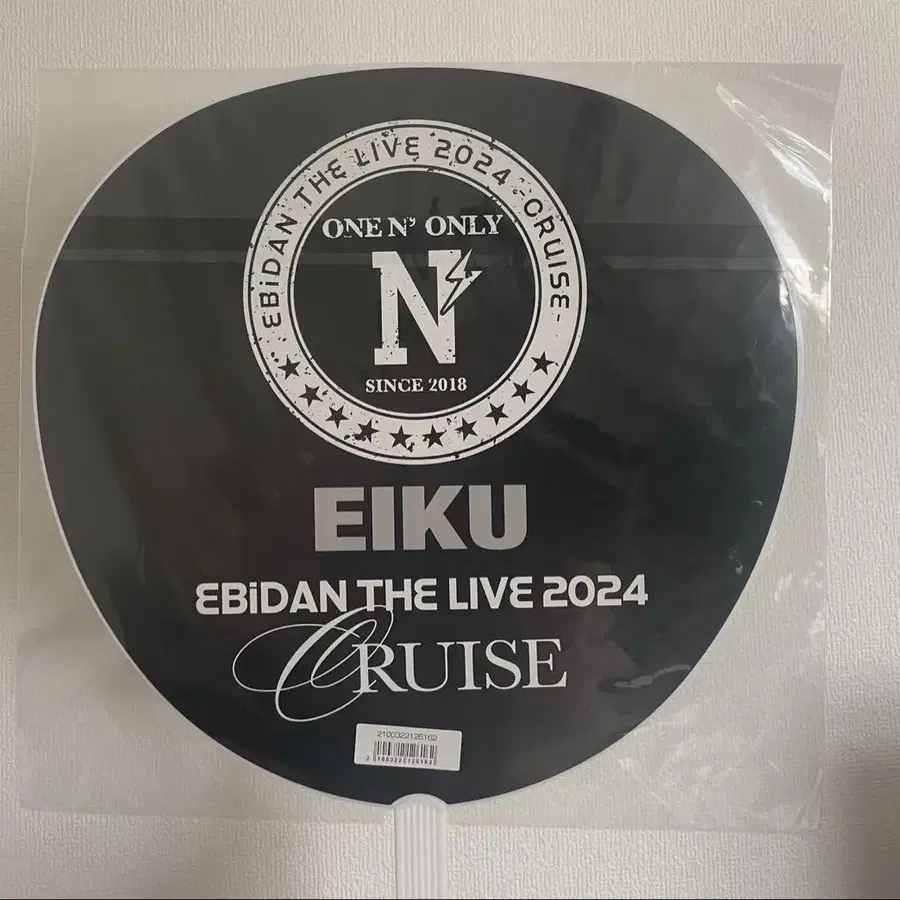 EBiDAN THE LIVE 2024 -CRUISE-
ONE N' ONLY
N
SINCE 2018
EIKU
EBiDAN THE LIVE 2024
CRUISE
2100322126162